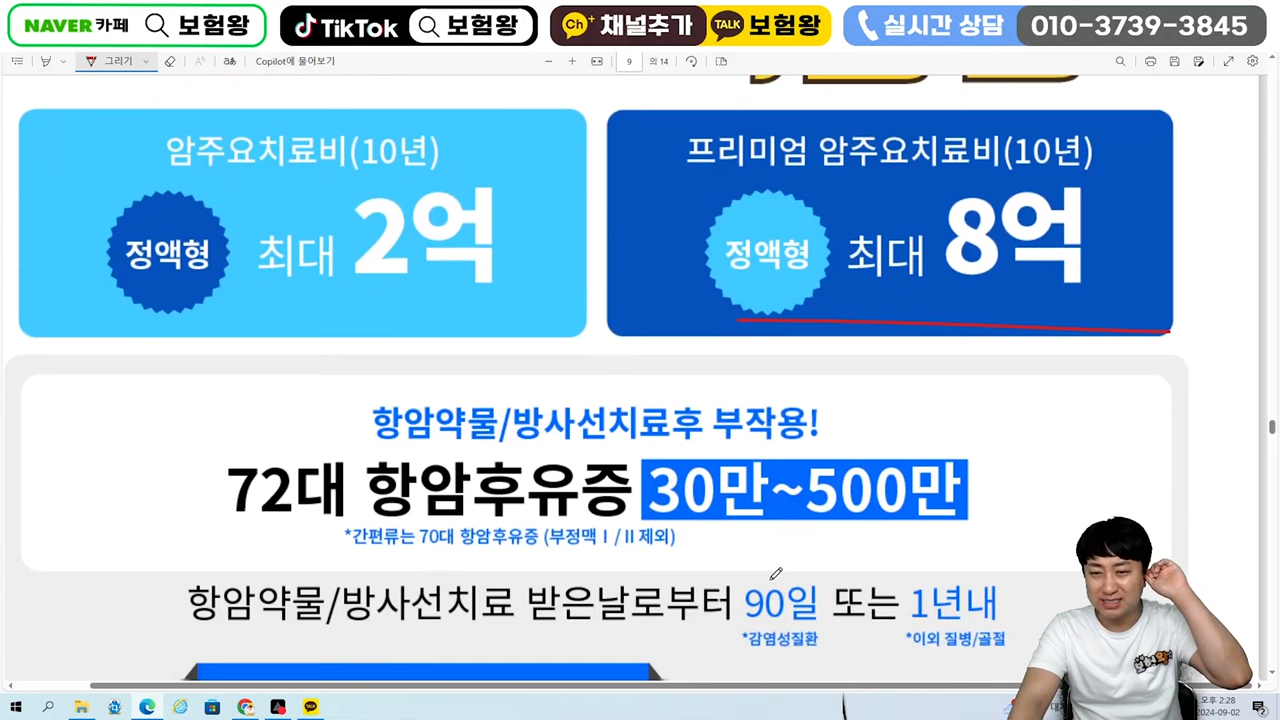 NAVER 카페 보험왕
TikTok 보험왕
Ch+ 채널추가 TALK 보험왕
실시간 상담 010-3739-3845
그리기
Copilot에 물어보기
9 의 14
암주요치료비(10년)
정액형 최대 2억
프리미엄 암주요치료비(10년)
정액형 최대 8억
항암약물/방사선치료후 부작용!
72대 항암후유증 30만~500만
*간편류는 70대 항암후유증 (부정맥Ⅰ/Ⅱ제외)
항암약물/방사선치료 받은날로부터 90일 또는 1년내
*감염성질환 *이외 질병/골절
보험왕
오후 2:28
2024-09-02